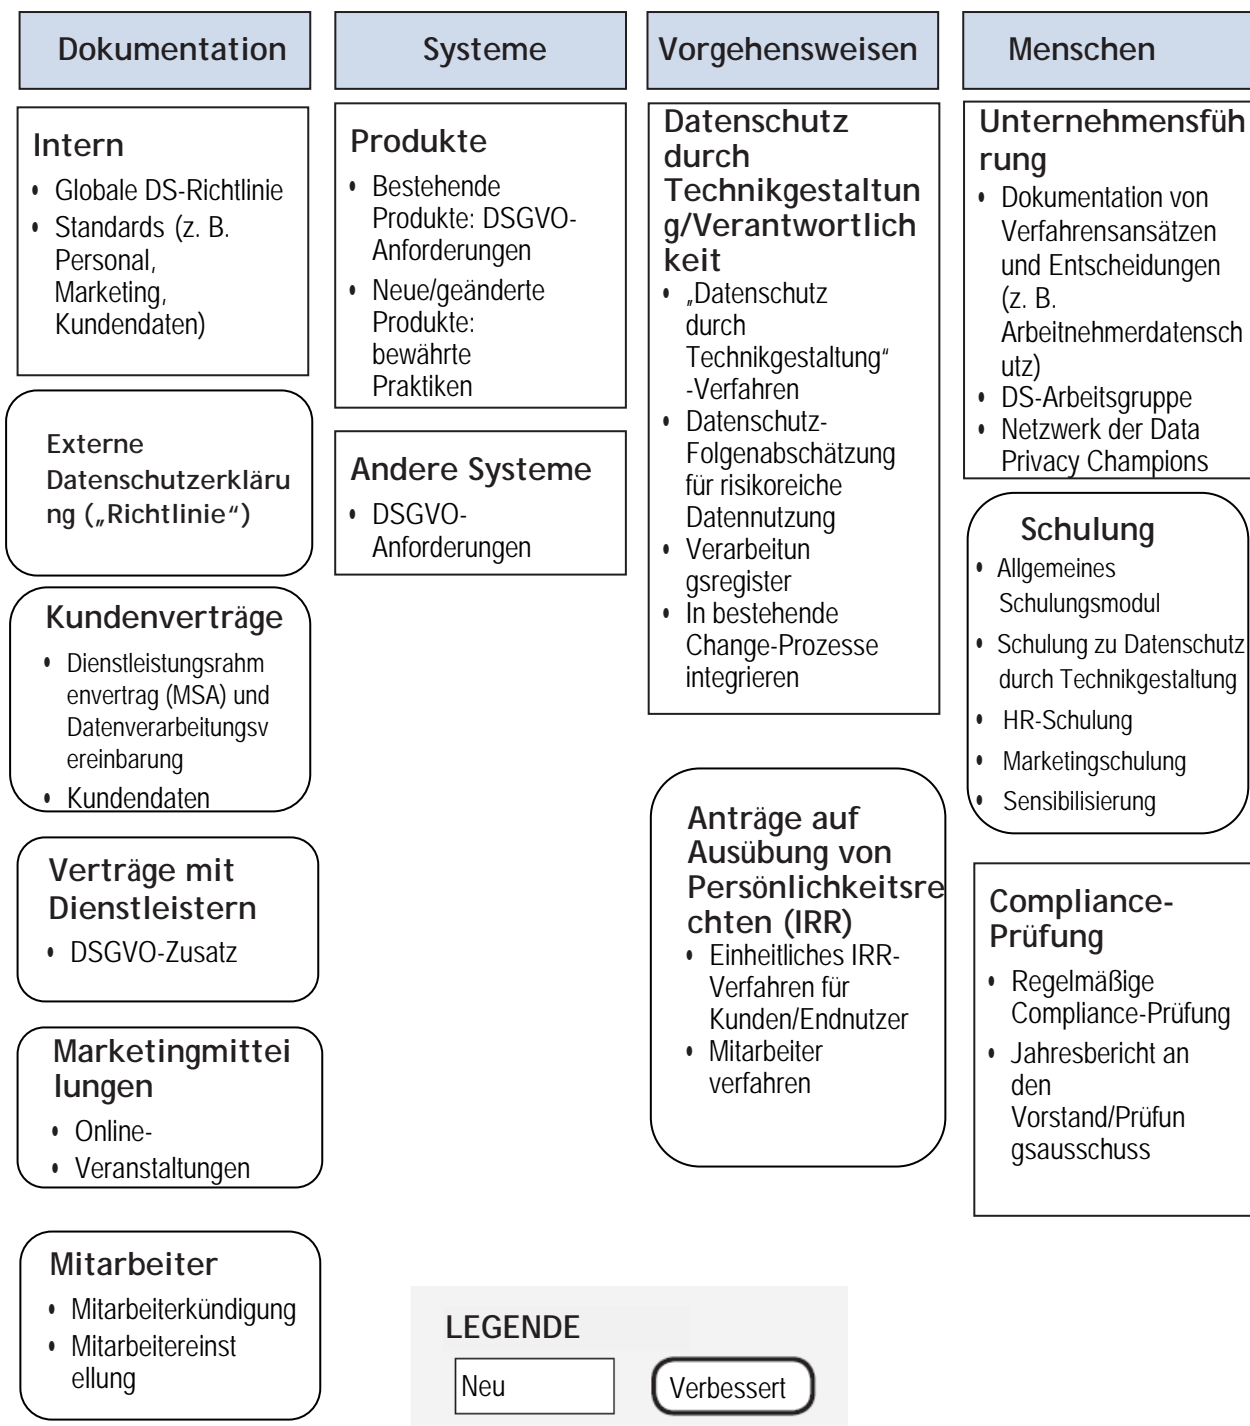 Dokumentation
Intern
• Globale DS-Richtlinie
• Standards (z. B.
Personal,
Marketing,
Kundendaten)
Externe
Datenschutzerkläru
ng („Richtlinie“)
Kundenverträge
• Dienstleistungsrahm
envertrag (MSA) und
Datenverarbeitungsv
ereinbarung
• Kundendaten
Verträge mit
Dienstleistern
• DSGVO-Zusatz
Marketingmittei
lungen
• Online-
• Veranstaltungen
Mitarbeiter
• Mitarbeiterkündigung
• Mitarbeitereinst
ellung
Systeme
Produkte
• Bestehende
Produkte: DSGVO-
Anforderungen
• Neue/geänderte
Produkte:
bewährte
Praktiken
Andere Systeme
• DSGVO-
Anforderungen
Vorgehensweisen
Datenschutz
durch
Technikgestaltun
g/Verantwortlich
keit
• „Datenschutz
durch
Technikgestaltung“
-Verfahren
• Datenschutz-
Folgenabschätzung
für risikoreiche
Datennutzung
• Verarbeitun
gsregister
• In bestehende
Change-Prozesse
integrieren
Anträge auf
Ausübung von
Persönlichkeitsre
chten (IRR)
• Einheitliches IRR-
Verfahren für
Kunden/Endnutzer
• Mitarbeiter
verfahren
Menschen
Unternehmensfüh
rung
• Dokumentation von
Verfahrensansätzen
und Entscheidungen
(z. B.
Arbeitnehmerdatensch
utz)
• DS-Arbeitsgruppe
• Netzwerk der Data
Privacy Champions
Schulung
• Allgemeines
Schulungsmodul
• Schulung zu Datenschutz
durch Technikgestaltung
• HR-Schulung
• Marketingschulung
• Sensibilisierung
Compliance-
Prüfung
• Regelmäßige
Compliance-Prüfung
• Jahresbericht an
den
Vorstand/Prüfun
gsausschuss
LEGENDE
Neu
Verbessert